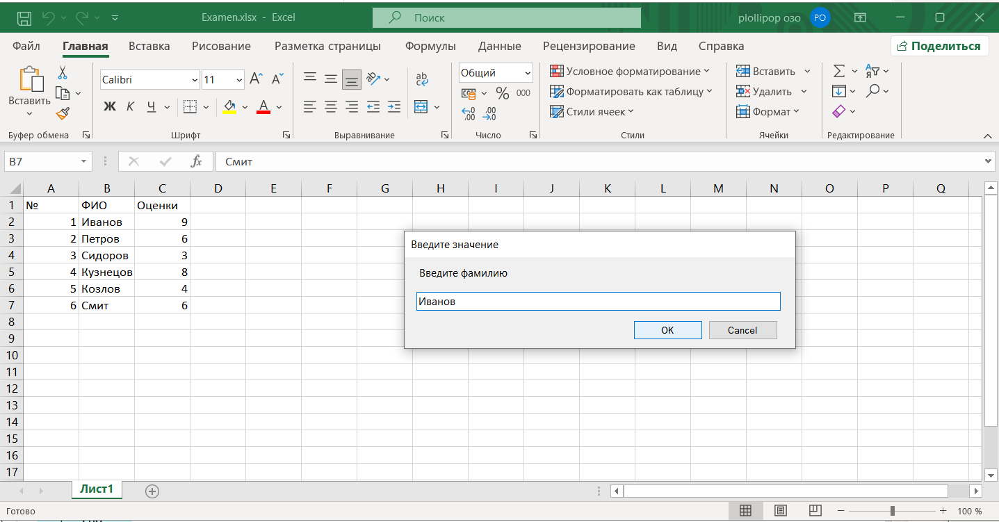 Examen.xlsx - Excel
Поиск
plollipop озо
PO
Файл Главная Вставка Рисование Разметка страницы Формулы Данные Рецензирование Вид Справка Поделиться
Вставить
Буфер обмена
Calibri 11
Ж К Ч А
Шрифт
ab
Выравнивание
Общий
% 000
Число
Условное форматирование
Форматировать как таблицу
Стили ячеек
Стили
Вставить
Удалить
Формат
Ячейки
Редактирование
B7 fx Смит
A B C D E F G H I J K L M N O P Q
1 № ФИО Оценки
2 1 Иванов 9
3 2 Петров 6
4 3 Сидоров 3
5 4 Кузнецов 8
6 5 Козлов 4
7 6 Смит 6
8
9
10
11
12
13
14
15
16
17
Введите значение
Введите фамилию
Иванов
OK Cancel
Лист1
Готово
100 %